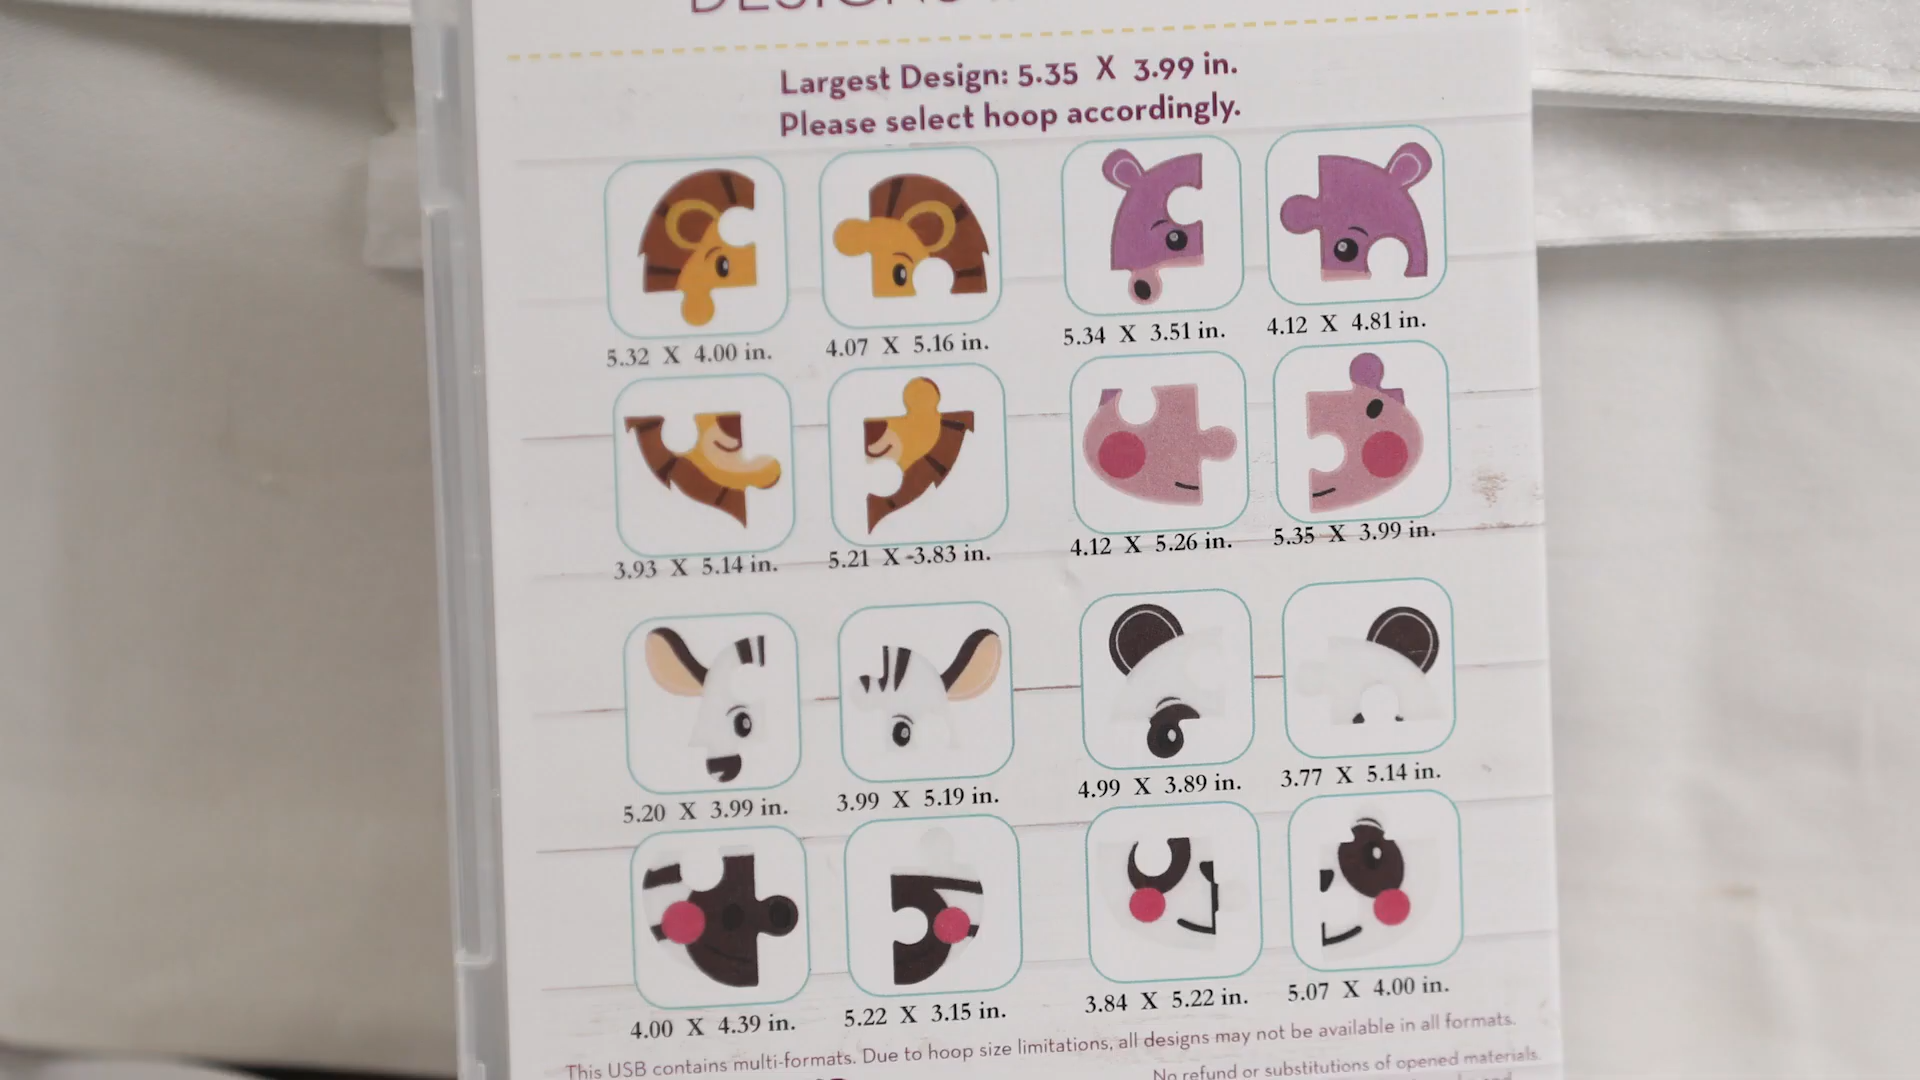 DESIGNS
Largest Design: 5.35 X 3.99 in.
Please select hoop accordingly.
5.32 X 4.00 in.
4.07 X 5.16 in.
5.34 X 3.51 in.
4.12 X 4.81 in.
3.93 X 5.14 in.
5.21 X 3.83 in.
4.12 X 5.26 in.
5.35 X 3.99 in.
5.20 X 3.99 in.
3.99 X 5.19 in.
4.99 X 3.89 in.
3.77 X 5.14 in.
4.00 X 4.39 in.
5.22 X 3.15 in.
3.84 X 5.22 in.
5.07 X 4.00 in.
This USB contains multi-formats. Due to hoop size limitations, all designs may not be available in all formats.
No refund or substitutions of opened materials.